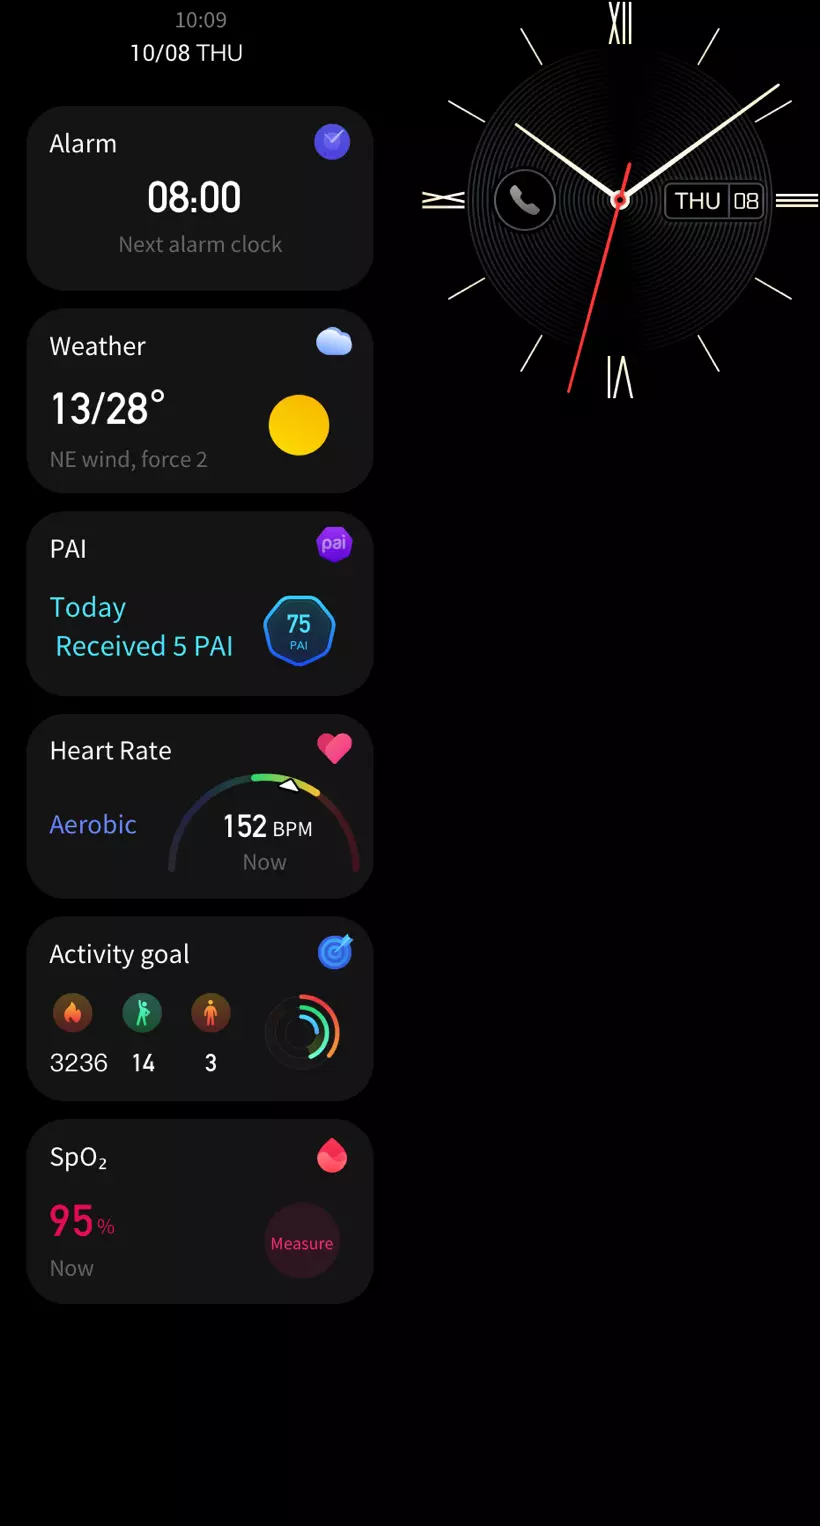 10:09
10/08 THU
Alarm
08:00
Next alarm clock
Weather
13/28°
NE wind, force 2
PAI
pai
Today
Received 5 PAI
75
PAI
Heart Rate
Aerobic
152 BPM
Now
Activity goal
3236 14 3
SpO₂
95 %
Now
Measure
XII
THU 08
III
VI
IX